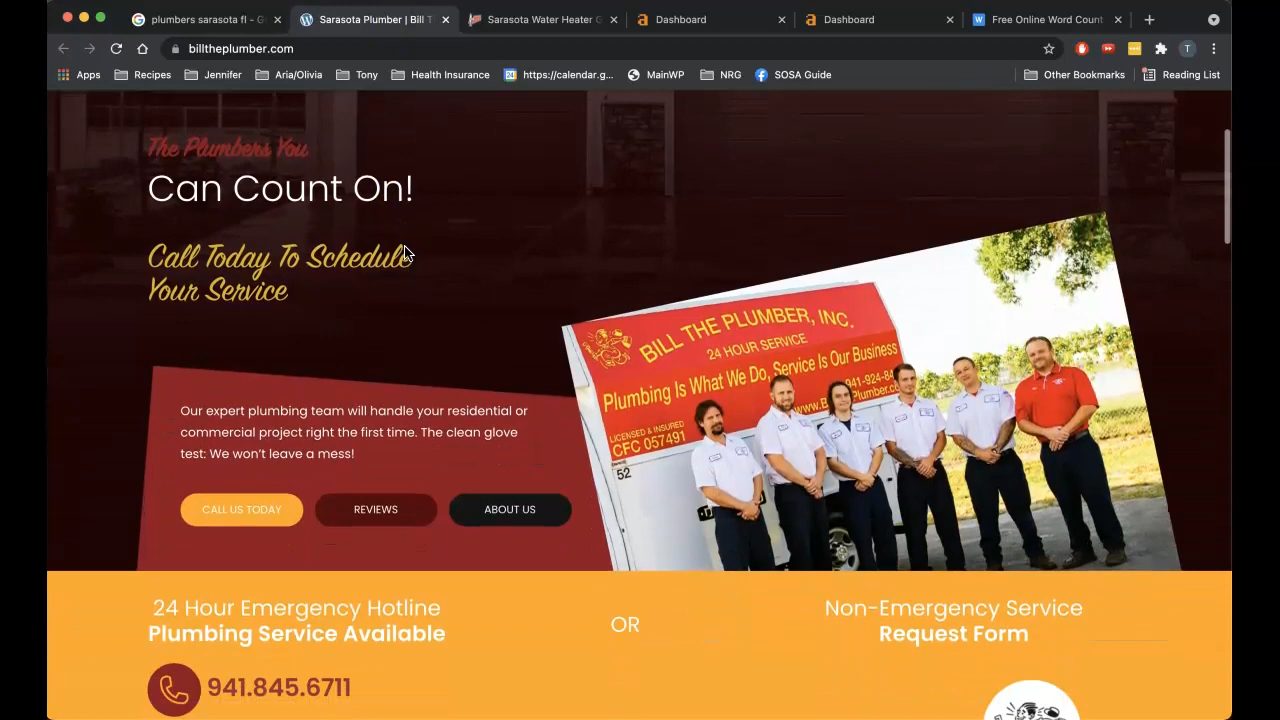 plumbers sarasota fl - G
Sarasota Plumber | Bill T
Sarasota Water Heater G
Dashboard
Dashboard
Free Online Word Count
T
billtheplumber.com
Apps
Recipes
Jennifer
Aria/Olivia
Tony
Health Insurance
https://calendar.g...
MainWP
NRG
SOSA Guide
Other Bookmarks
Reading List
The Plumbers You
Can Count On!
Call Today To Schedule
Your Service
BILL THE PLUMBER, INC.
24 HOUR SERVICE
Plumbing Is What We Do, Service Is Our Business
LICENSED & INSURED
CFC 057491
52
Our expert plumbing team will handle your residential or
commercial project right the first time. The clean glove
test: We won’t leave a mess!
CALL US TODAY
REVIEWS
ABOUT US
24 Hour Emergency Hotline
Plumbing Service Available
941.845.6711
OR
Non-Emergency Service
Request Form